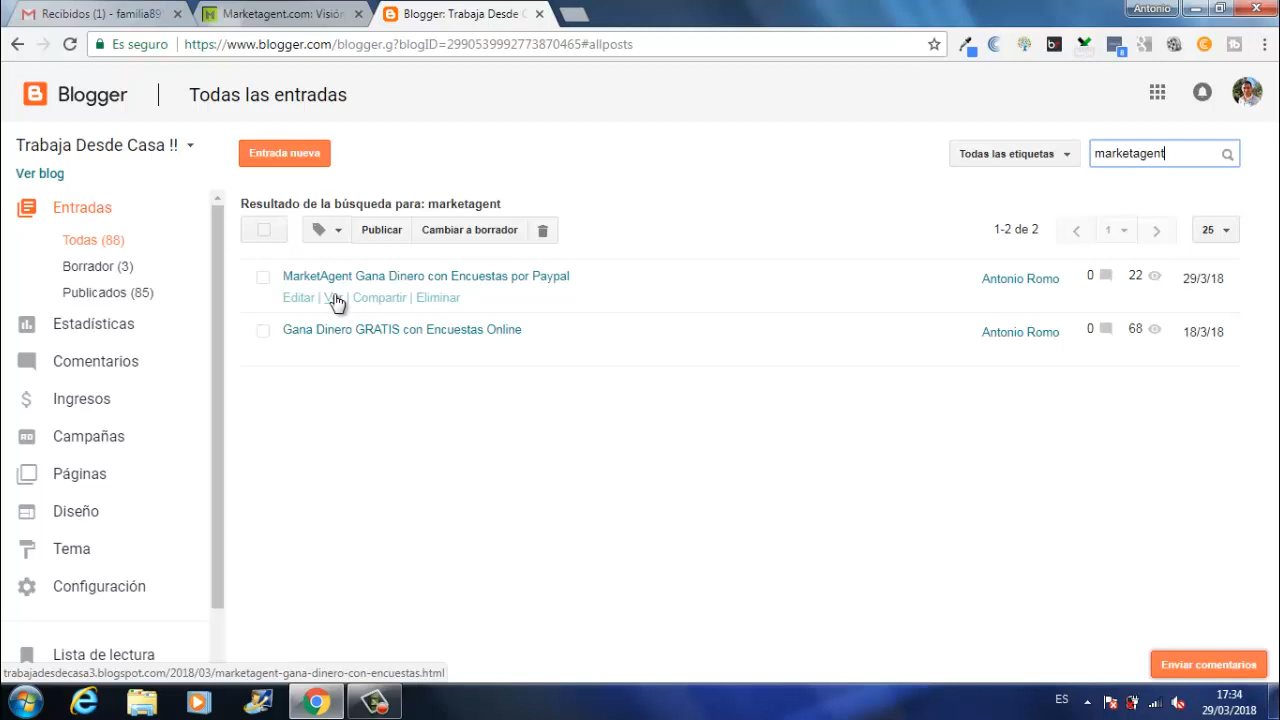 Recibidos (1) - familia89
Marketagent.com: Visiór
Blogger: Trabaja Desde C
Antonio
Es seguro
https://www.blogger.com/blogger.g?blogID=2990539992773870465#allposts
8
Blogger
Todas las entradas
Trabaja Desde Casa !!
Ver blog
Entrada nueva
Todas las etiquetas
marketagent
Entradas
Todas (88)
Borrador (3)
Publicados (85)
Estadísticas
Comentarios
Ingresos
Campañas
Páginas
Diseño
Tema
Configuración
Lista de lectura
Resultado de la búsqueda para: marketagent
Publicar
Cambiar a borrador
1-2 de 2
1
25
MarketAgent Gana Dinero con Encuestas por Paypal
Antonio Romo
0
22
29/3/18
Editar | | Compartir | Eliminar
Gana Dinero GRATIS con Encuestas Online
Antonio Romo
0
68
18/3/18
Enviar comentarios
trabajadesdecasa3.blogspot.com/2018/03/marketagent-gana-dinero-con-encuestas.html
ES
17:34
29/03/2018